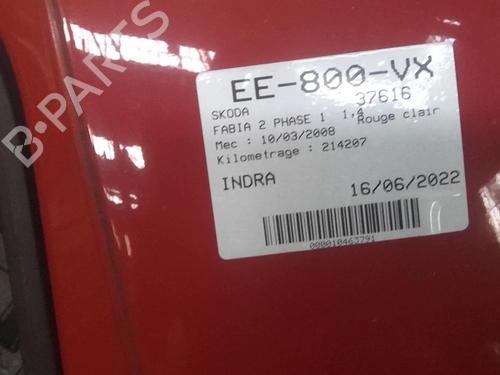 EE-800-VX
SKODA 37616
FABIA 2 PHASE 1 1.4
Mec : 10/03/2008 Rouge clair
Kilometrage : 214207
INDRA 16/06/2022
000010463791
B-PARTS